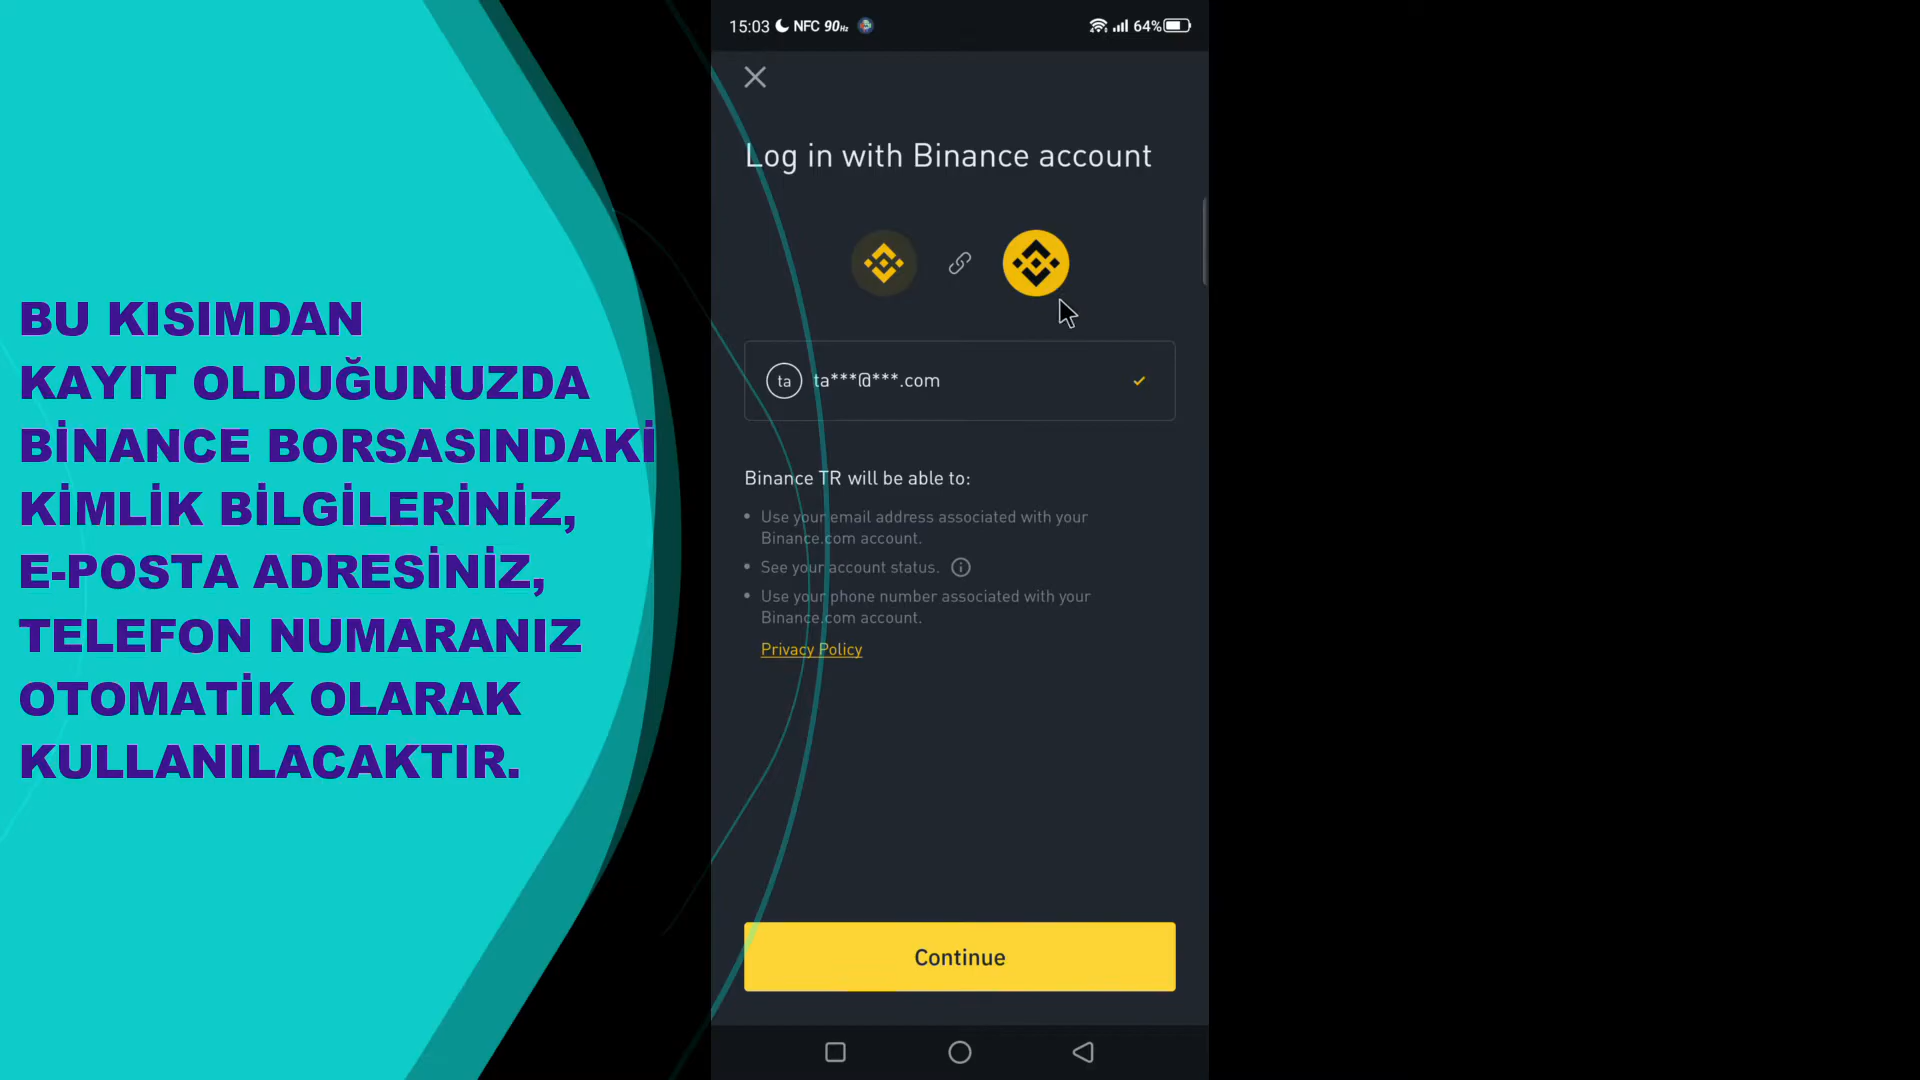 BU KISIMDAN
KAYIT OLDUĞUNUZDA
BİNANCE BORSASINDAKİ
KİMLİK BİLGİLERİNİZ,
E-POSTA ADRESİNİZ,
TELEFON NUMARANIZ
OTOMATİK OLARAK
KULLANILACAKTIR.
15:03 NFC 90Hz 64%
Log in with Binance account
ta ta***@***.com
Binance TR will be able to:
• Use your email address associated with your
Binance.com account.
• See your account status.
• Use your phone number associated with your
Binance.com account.
Privacy Policy
Continue